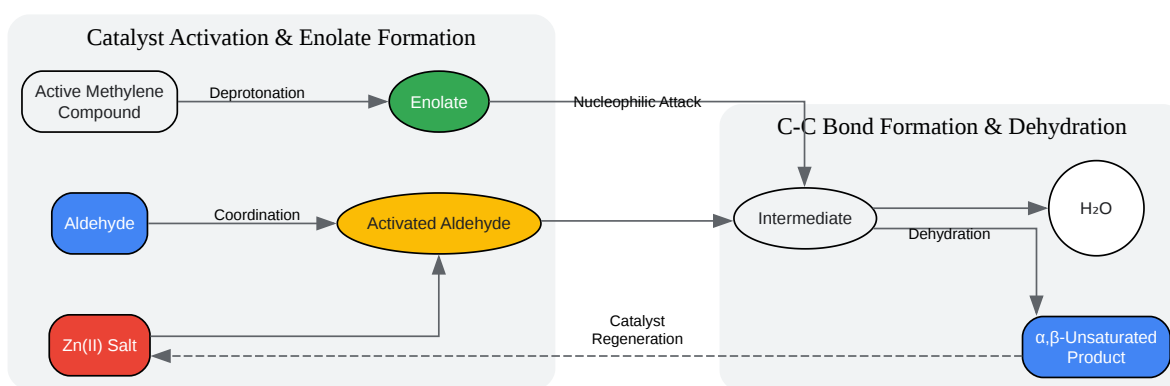 Catalyst Activation & Enolate Formation
Active Methylene
Compound
Deprotonation
Enolate
Nucleophilic Attack
C-C Bond Formation & Dehydration
Aldehyde
Coordination
Activated Aldehyde
Intermediate
H₂O
Dehydration
Zn(II) Salt
Catalyst
Regeneration
α,β-Unsaturated
Product